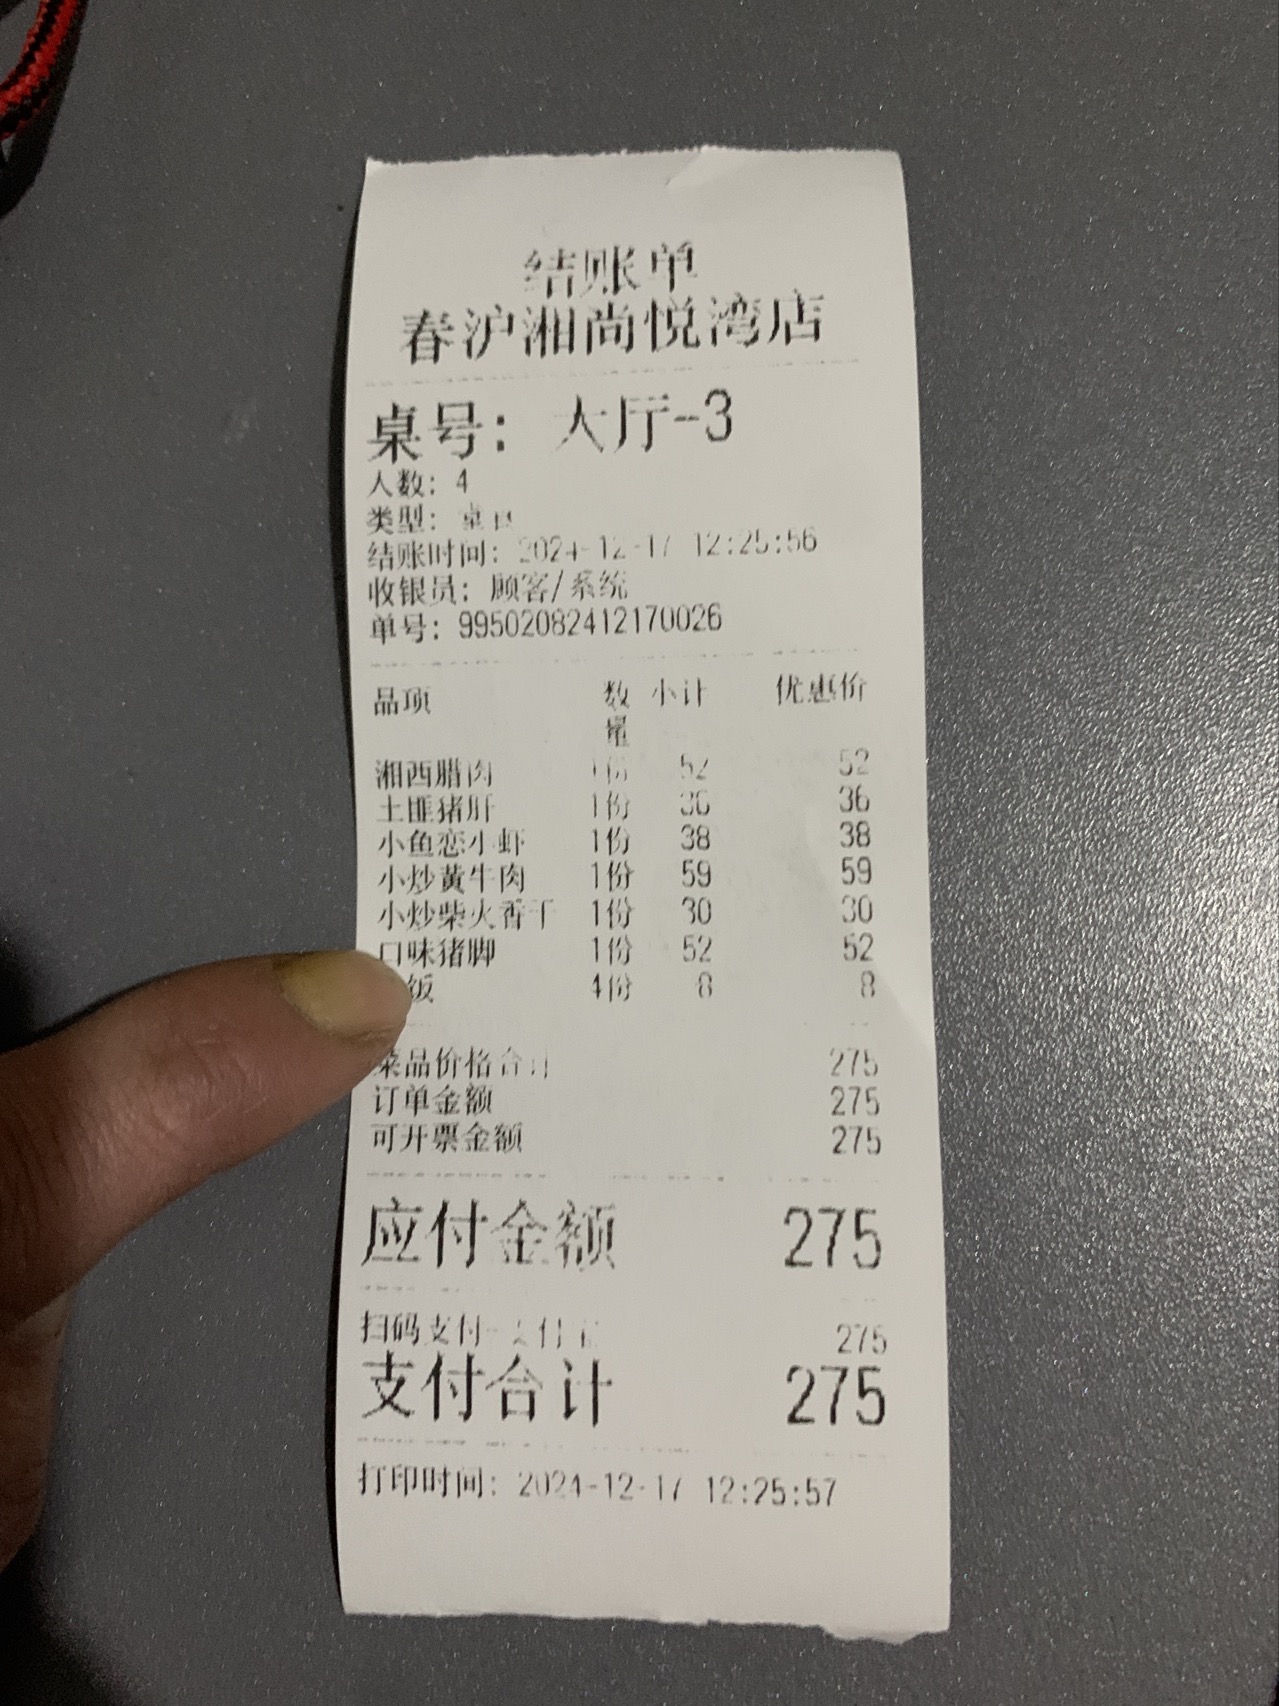 结账单
春沪湘尚悦湾店
桌号: 大厅-3
人数: 4
类型:
结账时间: 2024-12-17 12:25:56
收银员: 顾客/系统
单号: 99502082412170026
品项 数量 小计 优惠价
湘西腊肉 1份 52 52
土匪猪肝 1份 36 36
小鱼恋小虾 1份 38 38
小炒黄牛肉 1份 59 59
小炒柴火香干 1份 30 30
口味猪脚 1份 52 52
饭 4份 8 8
菜品价格合计 275
订单金额 275
可开票金额 275
应付金额 275
扫码支付- 275
支付合计 275
打印时间: 2024-12-17 12:25:57